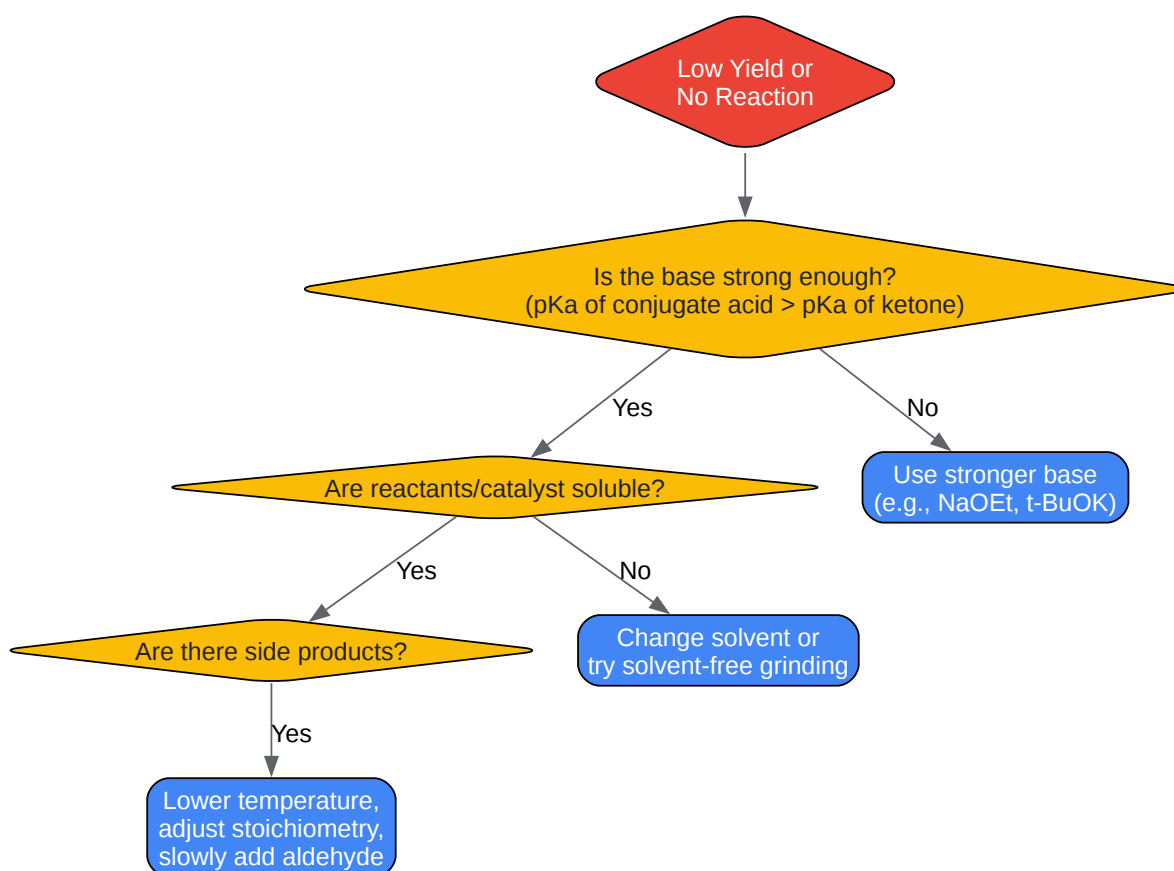 Low Yield or
No Reaction
Is the base strong enough?
(pKa of conjugate acid > pKa of ketone)
Yes
No
Are reactants/catalyst soluble?
Use stronger base
(e.g., NaOEt, t-BuOK)
Yes
No
Are there side products?
Change solvent or
try solvent-free grinding
Yes
Lower temperature,
adjust stoichiometry,
slowly add aldehyde